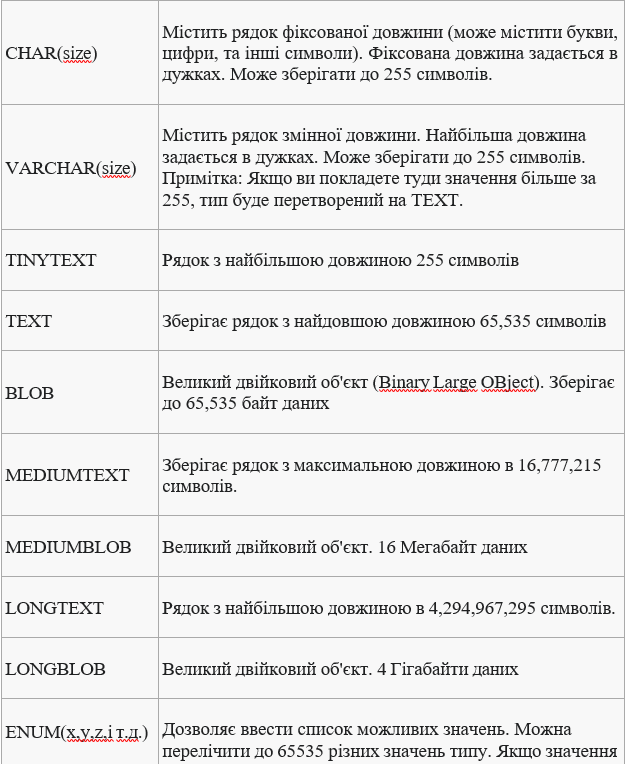 CHAR(size)
Містить рядок фіксованої довжини (може містити букви,
цифри, та інші символи). Фіксована довжина задається в
дужках. Може зберігати до 255 символів.
VARCHAR(size)
Містить рядок змінної довжини. Найбільша довжина
задається в дужках. Може зберігати до 255 символів.
Примітка: Якщо ви покладете туди значення більше за
255, тип буде перетворений на TEXT.
TINYTEXT
Рядок з найбільшою довжиною 255 символів
TEXT
Зберігає рядок з найдовшою довжиною 65,535 символів
BLOB
Великий двійковий об'єкт (Binary Large OBject). Зберігає
до 65,535 байт даних
MEDIUMTEXT
Зберігає рядок з максимальною довжиною в 16,777,215
символів.
MEDIUMBLOB
Великий двійковий об'єкт. 16 Мегабайт даних
LONGTEXT
Рядок з найбільшою довжиною в 4,294,967,295 символів.
LONGBLOB
Великий двійковий об'єкт. 4 Гігабайти даних
ENUM(x,y,z,і т.д.)
Дозволяє ввести список можливих значень. Можна
перелічити до 65535 різних значень типу. Якщо значення